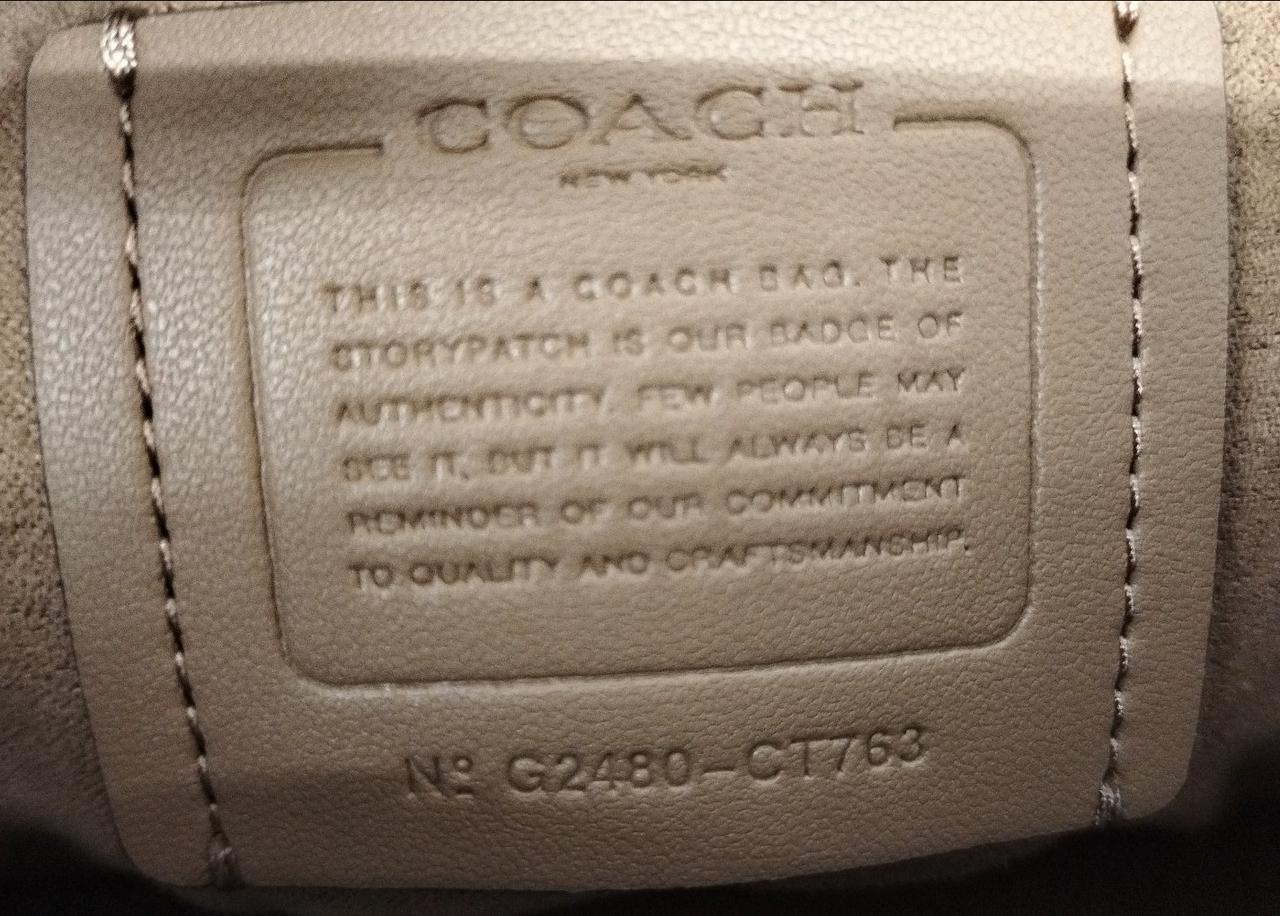 COACH
NEW YORK
THIS IS A COACH BAG. THE
STORYPATCH IS OUR BADGE OF
AUTHENTICITY. FEW PEOPLE MAY
SEE IT, BUT IT WILL ALWAYS BE A
REMINDER OF OUR COMMITMENT
TO QUALITY AND CRAFTSMANSHIP.
Nº G2480-CT763